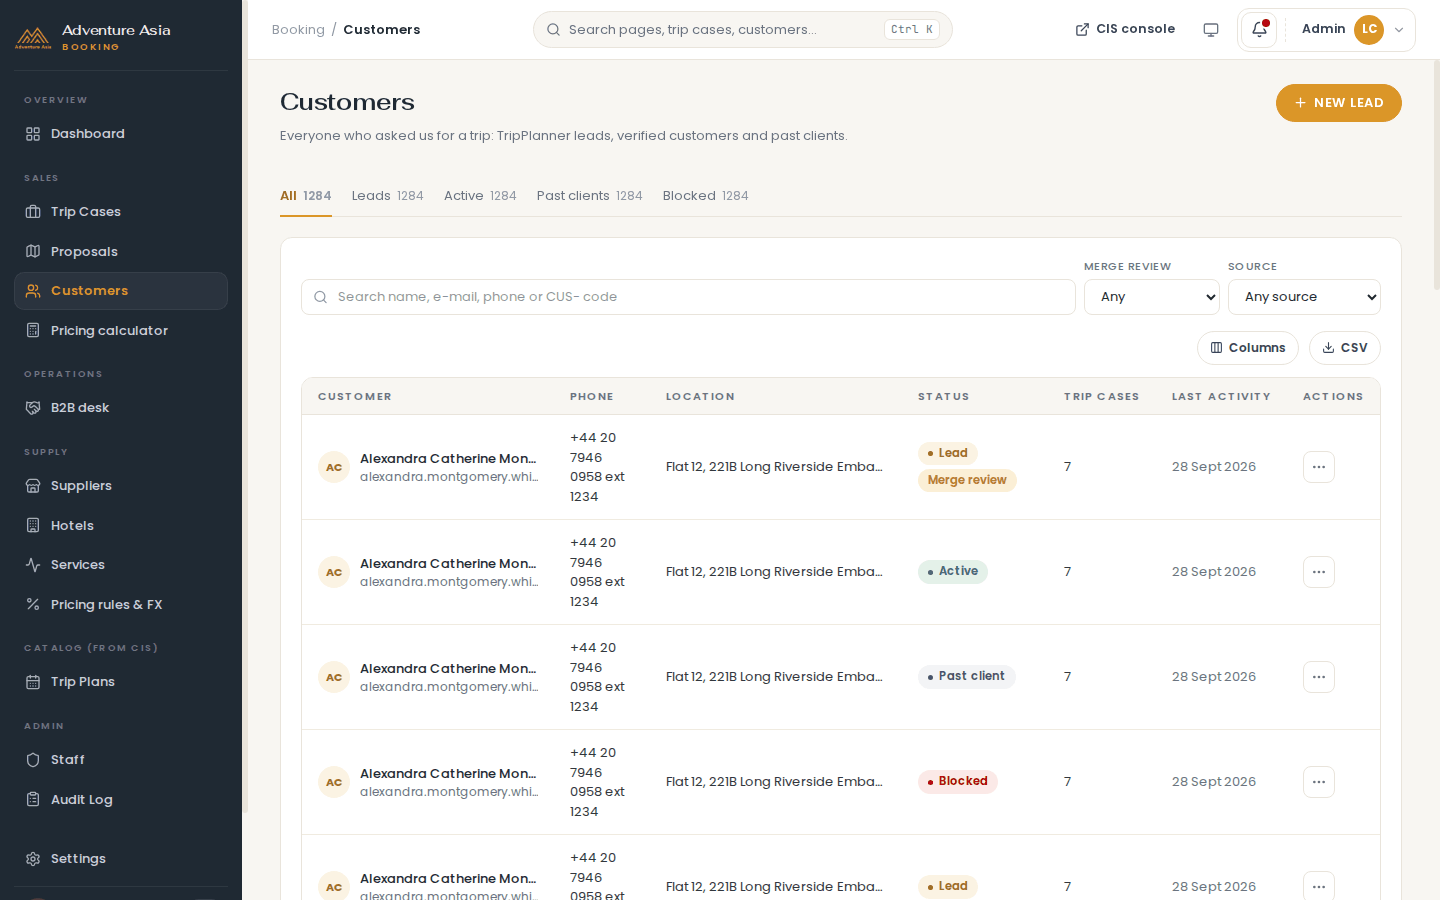 Adventure Asia
BOOKING
Adventure Asia
OVERVIEW
Dashboard
SALES
Trip Cases
Proposals
Customers
Pricing calculator
OPERATIONS
B2B desk
SUPPLY
Suppliers
Hotels
Services
Pricing rules & FX
CATALOG (FROM CIS)
Trip Plans
ADMIN
Staff
Audit Log
Settings
Booking / Customers
Search pages, trip cases, customers...
Ctrl K
CIS console
Admin
LC
Customers
NEW LEAD
Everyone who asked us for a trip: TripPlanner leads, verified customers and past clients.
All 1284 Leads 1284 Active 1284 Past clients 1284 Blocked 1284
MERGE REVIEW
SOURCE
Search name, e-mail, phone or CUS- code
Any
Any source
Columns
CSV
CUSTOMER PHONE LOCATION STATUS TRIP CASES LAST ACTIVITY ACTIONS
AC
Alexandra Catherine Mon...
alexandra.montgomery.whi...
+44 20
7946
0958 ext
1234
Flat 12, 221B Long Riverside Emba...
Lead
Merge review
7
28 Sept 2026
AC
Alexandra Catherine Mon...
alexandra.montgomery.whi...
+44 20
7946
0958 ext
1234
Flat 12, 221B Long Riverside Emba...
Active
7
28 Sept 2026
AC
Alexandra Catherine Mon...
alexandra.montgomery.whi...
+44 20
7946
0958 ext
1234
Flat 12, 221B Long Riverside Emba...
Past client
7
28 Sept 2026
AC
Alexandra Catherine Mon...
alexandra.montgomery.whi...
+44 20
7946
0958 ext
1234
Flat 12, 221B Long Riverside Emba...
Blocked
7
28 Sept 2026
AC
Alexandra Catherine Mon...
alexandra.montgomery.whi...
+44 20
7946
0958 ext
Flat 12, 221B Long Riverside Emba...
Lead
7
28 Sept 2026